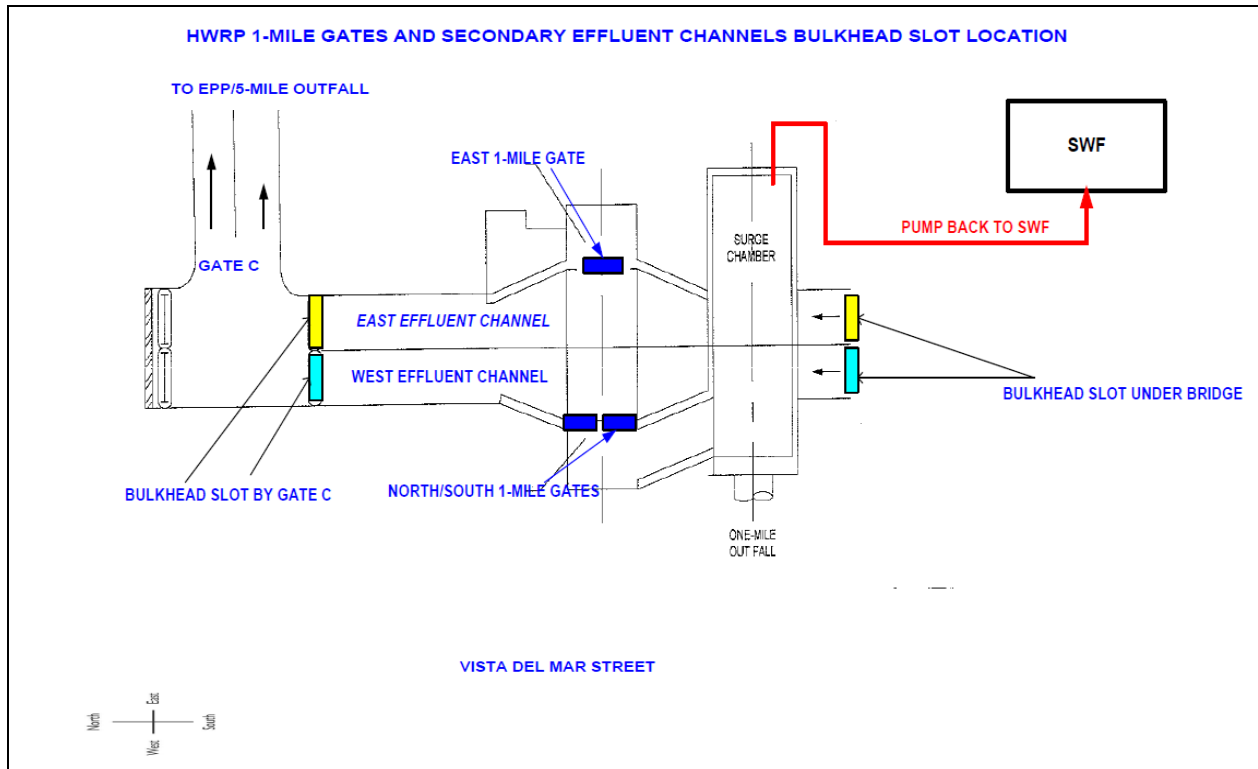 HWRP 1-MILE GATES AND SECONDARY EFFLUENT CHANNELS BULKHEAD SLOT LOCATION
TO EPP/5-MILE OUTFALL
EAST 1-MILE GATE
SWF
PUMP BACK TO SWF
SURGE
CHAMBER
GATE C
EAST EFFLUENT CHANNEL
WEST EFFLUENT CHANNEL
BULKHEAD SLOT UNDER BRIDGE
BULKHEAD SLOT BY GATE C
NORTH/SOUTH 1-MILE GATES
ONE-MILE
OUT FALL
VISTA DEL MAR STREET
East
North
South
West